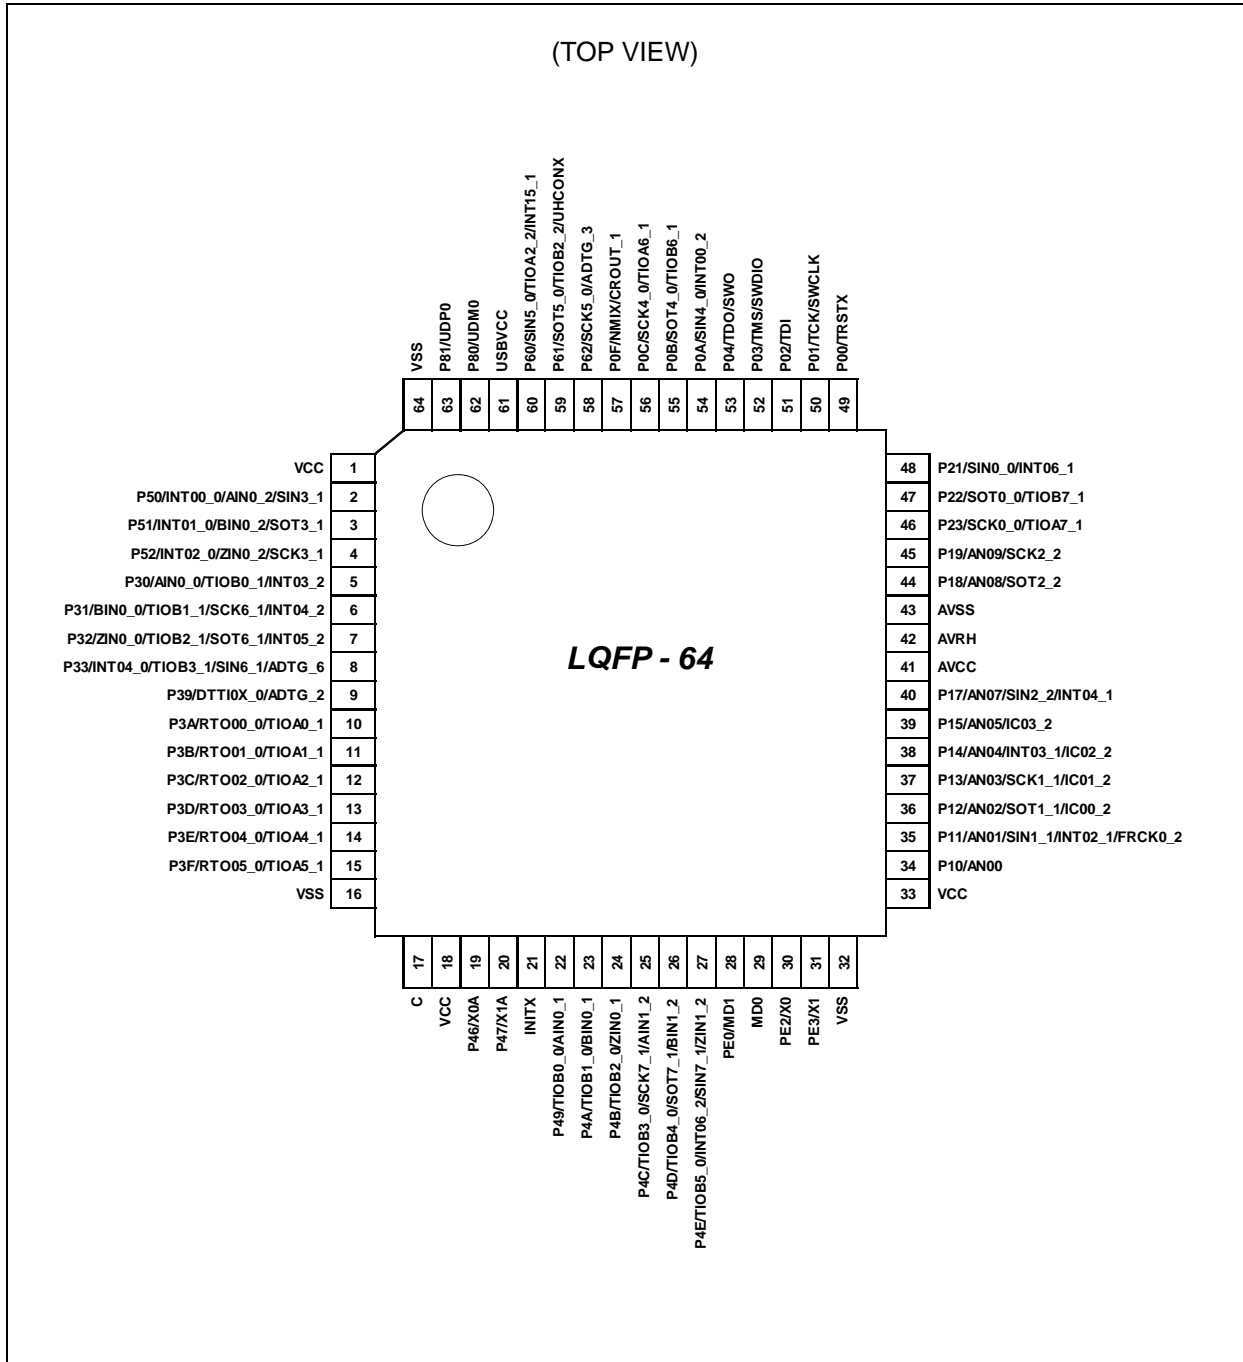 (TOP VIEW)
VSS
P81/UDP0
P80/UDM0
USBVCC
P60/SIN5_0/TIOA2_2/INT15_1
P61/SOT5_0/TIOB2_2/UHCONX
P62/SCK5_0/ADTG_3
P0F/NMIX/CROUT_1
P0C/SCK4_0/TIOA6_1
P0B/SOT4_0/TIOB6_1
P0A/SIN4_0/INT00_2
P04/TDO/SWO
P03/TMS/SWDIO
P02/TDI
P01/TCK/SWCLK
P00/TRSTX
64 63 62 61 60 59 58 57 56 55 54 53 52 51 50 49
VCC 1
P50/INT00_0/AIN0_2/SIN3_1 2
P51/INT01_0/BIN0_2/SOT3_1 3
P52/INT02_0/ZIN0_2/SCK3_1 4
P30/AIN0_0/TIOB0_1/INT03_2 5
P31/BIN0_0/TIOB1_1/SCK6_1/INT04_2 6
P32/ZIN0_0/TIOB2_1/SOT6_1/INT05_2 7
P33/INT04_0/TIOB3_1/SIN6_1/ADTG_6 8
P39/DTTI0X_0/ADTG_2 9
P3A/RTO00_0/TIOA0_1 10
P3B/RTO01_0/TIOA1_1 11
P3C/RTO02_0/TIOA2_1 12
P3D/RTO03_0/TIOA3_1 13
P3E/RTO04_0/TIOA4_1 14
P3F/RTO05_0/TIOA5_1 15
VSS 16
LQFP - 64
48 P21/SIN0_0/INT06_1
47 P22/SOT0_0/TIOB7_1
46 P23/SCK0_0/TIOA7_1
45 P19/AN09/SCK2_2
44 P18/AN08/SOT2_2
43 AVSS
42 AVRH
41 AVCC
40 P17/AN07/SIN2_2/INT04_1
39 P15/AN05/IC03_2
38 P14/AN04/INT03_1/IC02_2
37 P13/AN03/SCK1_1/IC01_2
36 P12/AN02/SOT1_1/IC00_2
35 P11/AN01/SIN1_1/INT02_1/FRCK0_2
34 P10/AN00
33 VCC
17 18 19 20 21 22 23 24 25 26 27 28 29 30 31 32
C
VCC
P46/X0A
P47/X1A
INITX
P49/TIOB0_0/AIN0_1
P4A/TIOB1_0/BIN0_1
P4B/TIOB2_0/ZIN0_1
P4C/TIOB3_0/SCK7_1/AIN1_2
P4D/TIOB4_0/SOT7_1/BIN1_2
P4E/TIOB5_0/INT06_2/SIN7_1/ZIN1_2
PE0/MD1
MD0
PE2/X0
PE3/X1
VSS